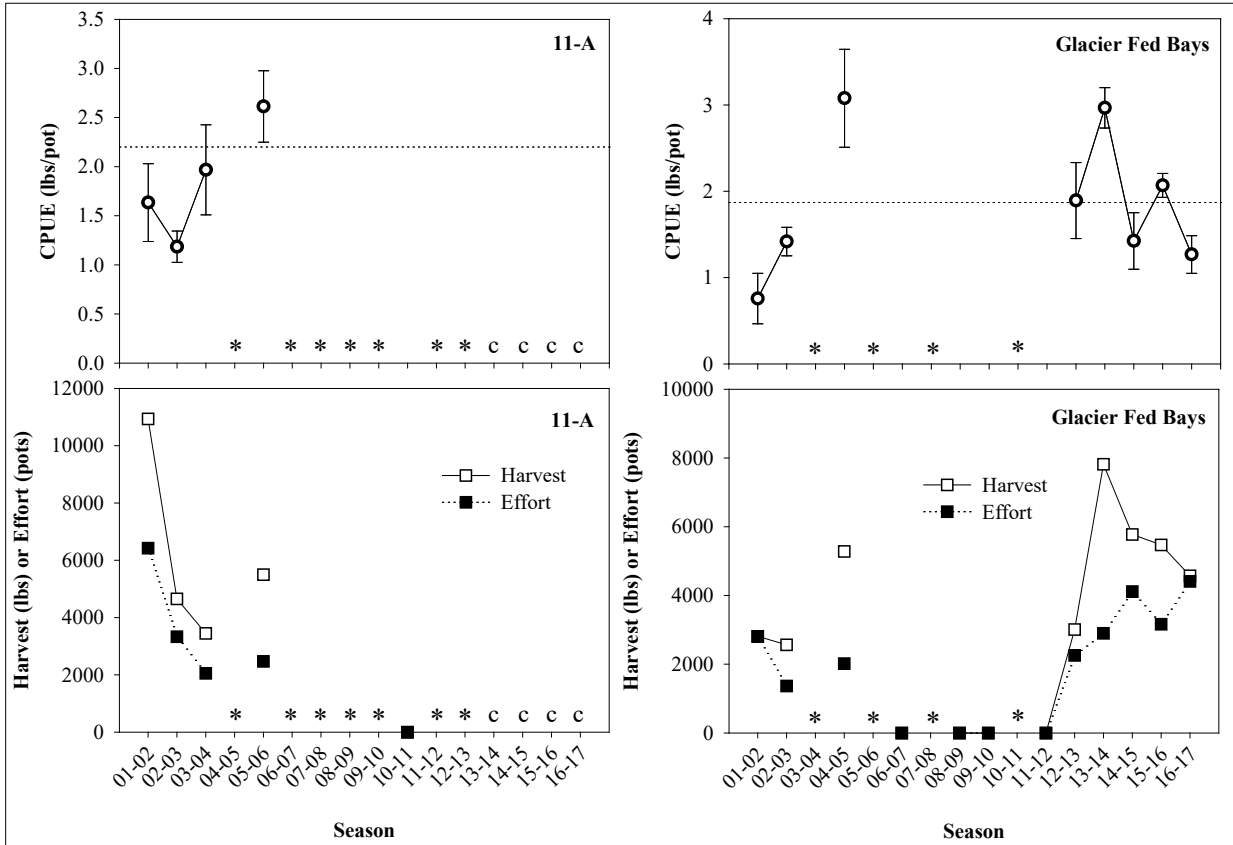 11-A
CPUE (lbs/pot)
3.5
3.0
2.5
2.0
1.5
1.0
0.5
0.0
* * * * * * * c c c c
Glacier Fed Bays
CPUE (lbs/pot)
4
3
2
1
0
* * * *
11-A
Harvest (lbs) or Effort (pots)
12000
10000
8000
6000
4000
2000
0
Harvest
Effort
* * * * * * * c c c c
01-02 02-03 03-04 04-05 05-06 06-07 07-08 08-09 09-10 10-11 11-12 12-13 13-14 14-15 15-16 16-17
Season
Glacier Fed Bays
Harvest (lbs) or Effort (pots)
10000
8000
6000
4000
2000
0
Harvest
Effort
* * * *
01-02 02-03 03-04 04-05 05-06 06-07 07-08 08-09 09-10 10-11 11-12 12-13 13-14 14-15 15-16 16-17
Season